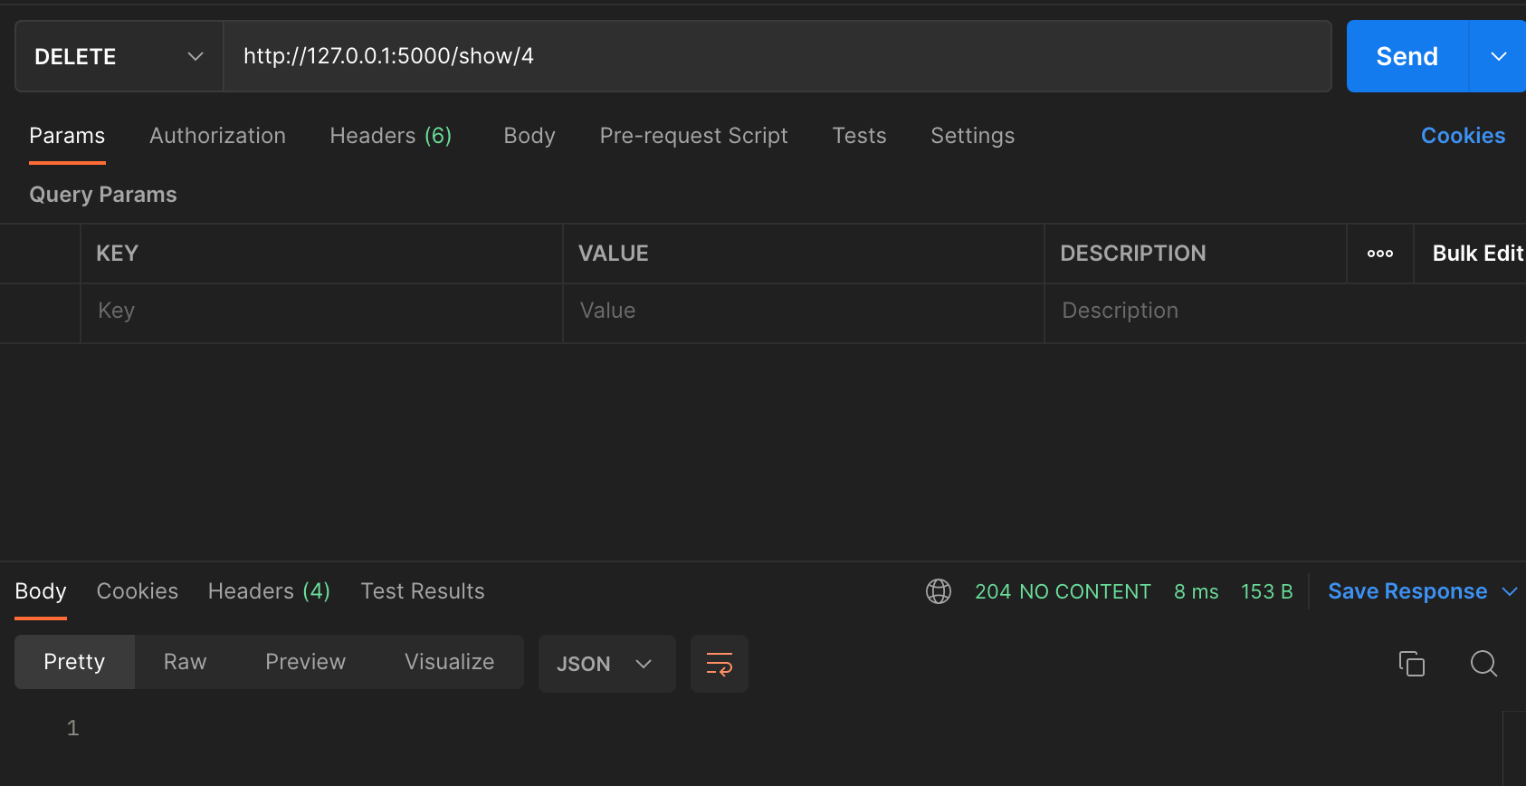 DELETE http://127.0.0.1:5000/show/4 Send
Params Authorization Headers (6) Body Pre-request Script Tests Settings Cookies
Query Params
KEY VALUE DESCRIPTION Bulk Edit
Key Value Description
Body Cookies Headers (4) Test Results 204 NO CONTENT 8 ms 153 B Save Response
Pretty Raw Preview Visualize JSON
1